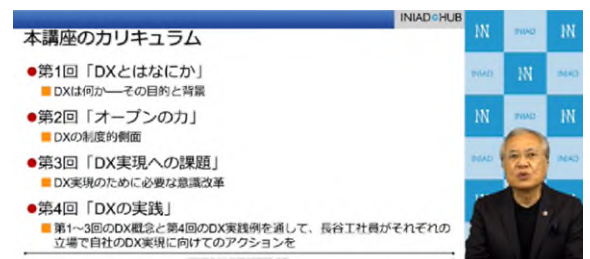 INIAD HUB
本講座のカリキュラム
●第1回「DXとはなにか」
■DXは何か―その目的と背景
●第2回「オープンの力」
■DXの制度的側面
●第3回「DX実現への課題」
■DX実現のために必要な意識改革
●第4回「DXの実践」
■第1～3回のDX概念と第4回のDX実践例を通して、長谷工社員がそれぞれの
立場で自社のDX実現に向けてのアクションを
INIAD
INIAD
INIAD
INIAD
INIAD
INIAD